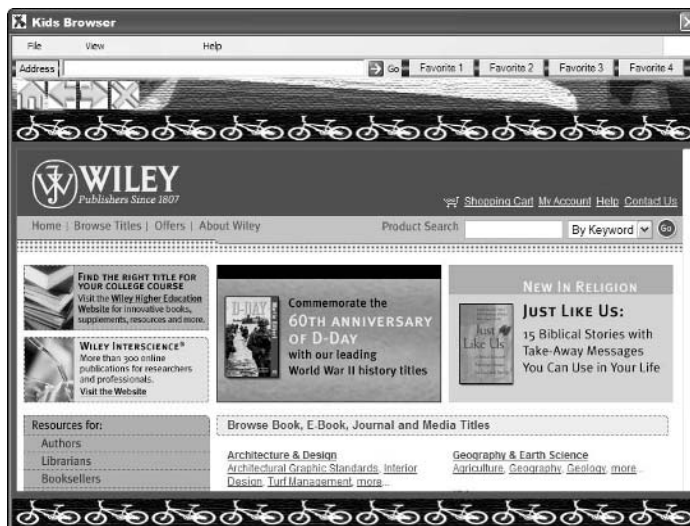 Kids Browser
File View Help
Address Go Favorite 1 Favorite 2 Favorite 3 Favorite 4
WILEY
Publishers Since 1807
Shopping Cart My Account Help Contact Us
Home | Browse Titles | Offers | About Wiley Product Search By Keyword Go
FIND THE RIGHT TITLE FOR
YOUR COLLEGE COURSE
Visit the Wiley Higher Education
Website for innovative books,
supplements, resources and more.
WILEY INTERSCIENCE®
More than 300 online
publications for researchers
and professionals.
Visit the Website
D-DAY
Commemorate the
60TH ANNIVERSARY
OF D-DAY
with our leading
World War II history titles
NEW IN RELIGION
Just
Like Us
JUST LIKE US:
15 Biblical Stories with
Take-Away Messages
You Can Use in Your Life
Resources for:
Authors
Librarians
Booksellers
Browse Book, E-Book, Journal and Media Titles
Architecture & Design
Architectural Graphic Standards, Interior
Design, Turf Management, more...
Geography & Earth Science
Agriculture, Geography, Geology, more...